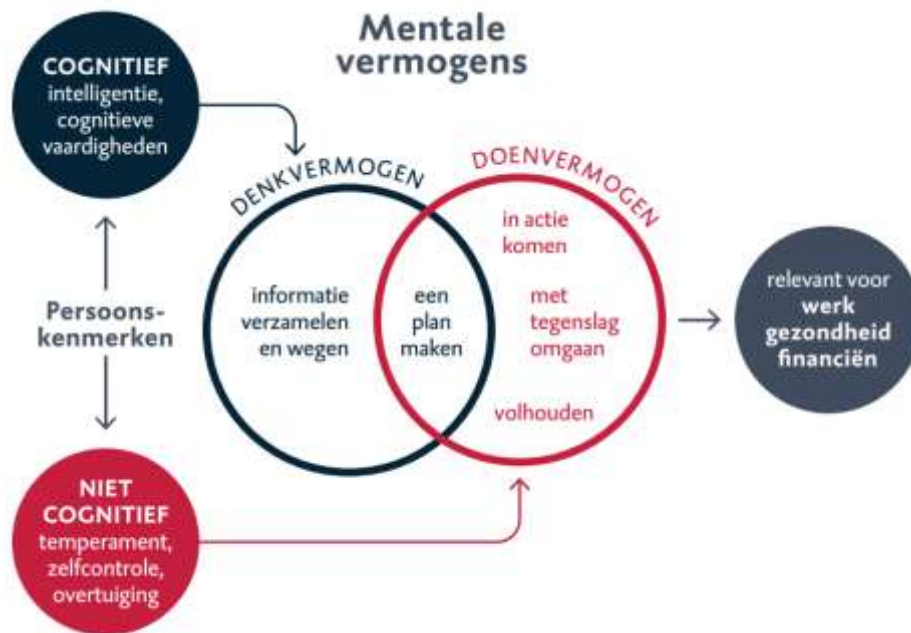 Mentale
vermogens
COGNITIEF
intelligentie,
cognitieve
vaardigheden
Persoons-
kenmerken
NIET
COGNITIEF
temperament,
zelfcontrole,
overtuiging
DENKVERMOGEN
informatie
verzamelen
en wegen
een
plan
maken
DOENVERMOGEN
in actie
komen
met
tegenslag
omgaan
volhouden
relevant voor
werk
gezondheid
financiën